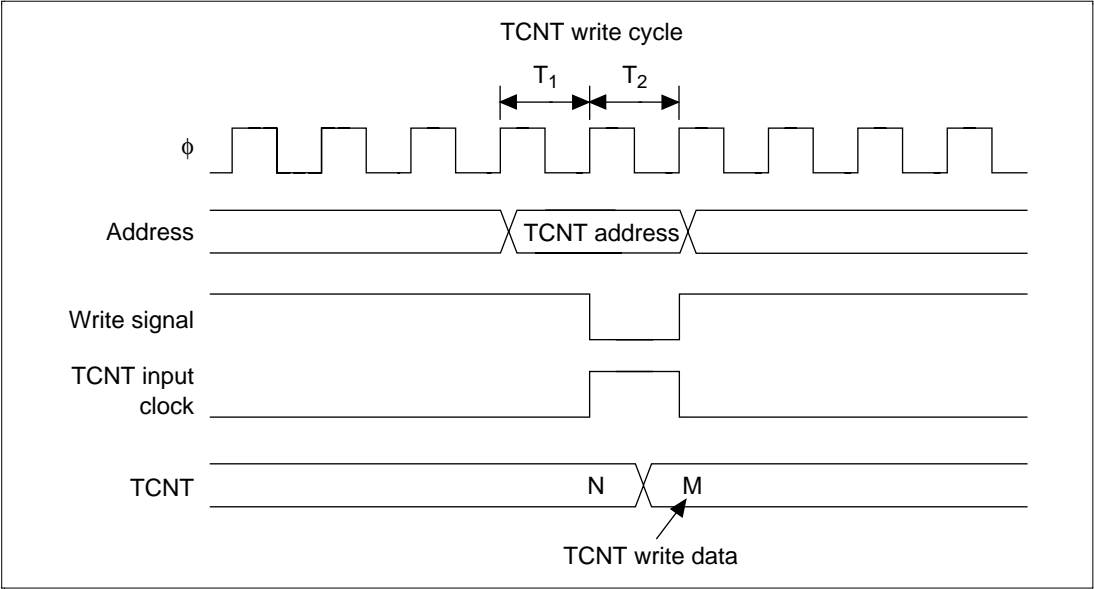 TCNT write cycle
T1 T2
ϕ
Address
TCNT address
Write signal
TCNT input
clock
TCNT
N M
TCNT write data